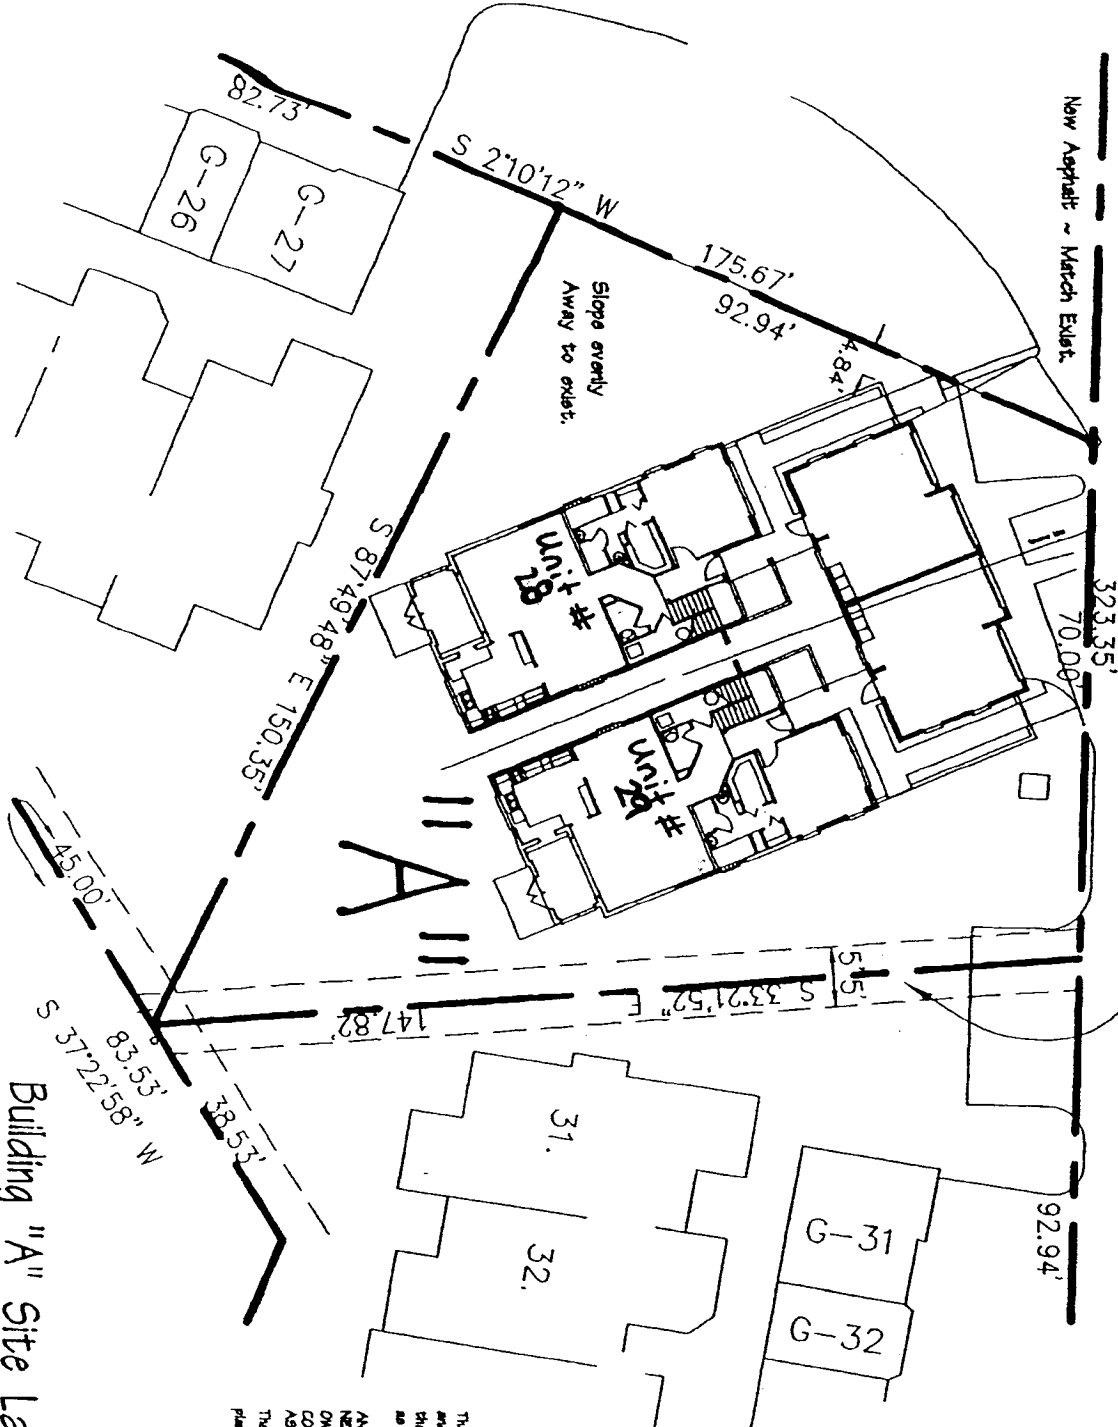 New Asphalt ~ Match Exist.
323.35'
70.00'
92.94'
82.73'
S 2°10'12" W
175.67'
92.94'
4.84'
G-26
G-27
Slope evenly
Away to exist.
Unit #
28
Unit #
29
S 87°49'48" E 150.35'
"A"
5'
5'
S 33°21'52" E
147.82'
45.00'
83.53'
S 37°22'58" W
38.53'
31.
32.
G-31
G-32
Building "A" Site La